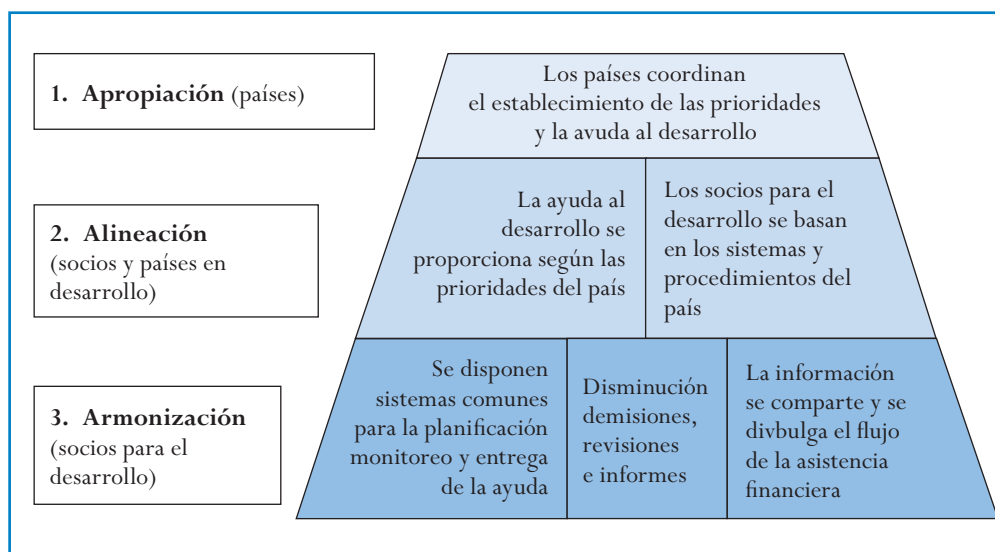 1. Apropiación (países)
Los países coordinan
el establecimiento de las prioridades
y la avuda al desarrollo
2. Alineación
(socios y países en
desarrollo)
La ayuda al
desarrollo se
proporciona según las
prioridades del país
Los socios para el
desarrollo se basan
en los sistemas y
procedimientos del
país
3. Armonización
(socios para el
desarrollo)
Se disponen
sistemas comunes
para la planificación
monitoreo y entrega
de la ayuda
Disminución
demisiones,
revisiones
e informes
La información
se comparte y se
divbulga el flujo
de la asistencia
financiera